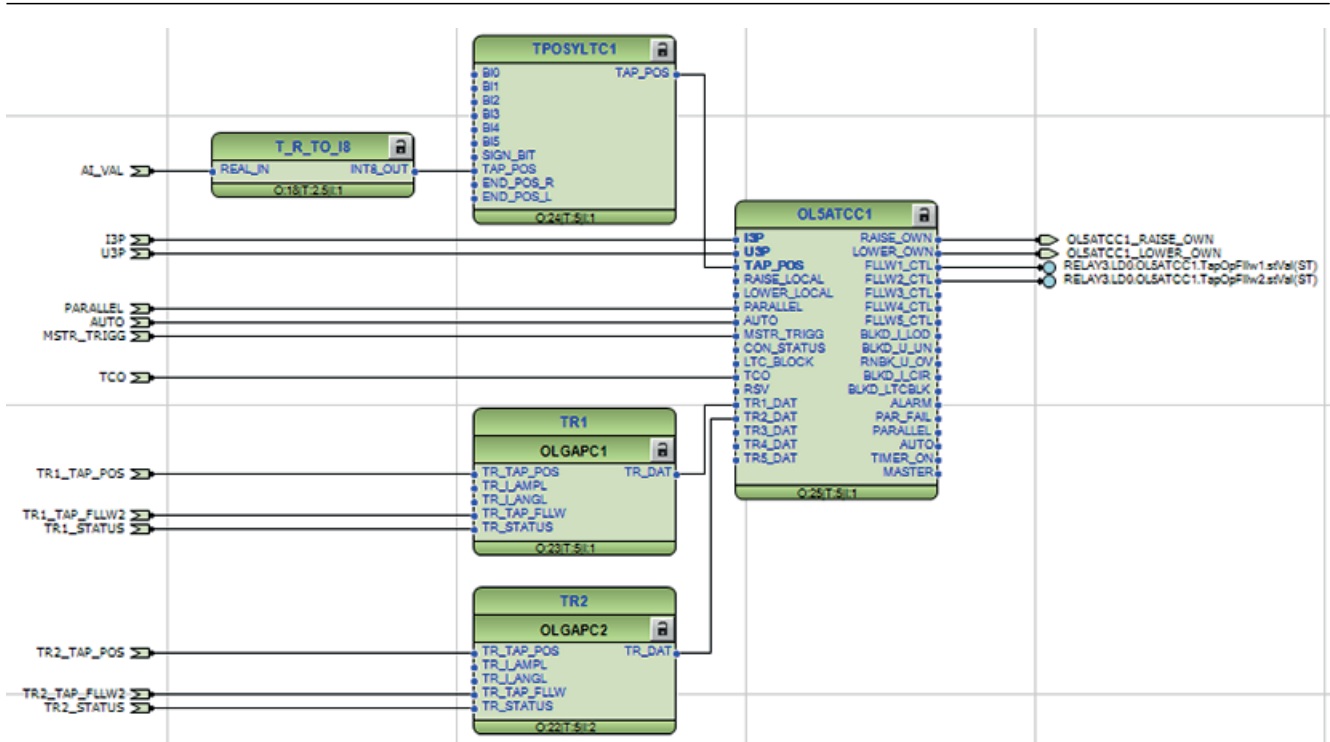 TPOSYLTC1
BI0 TAP_POS
BI1
BI2
BI3
BI4
BI5
SIGN_BIT
TAP_POS
END_POS_R
END_POS_L
O:24|T:5|I:1
T_R_TO_I8
AI_VAL
REAL_IN INT8_OUT
O:18|T:2.5|I:1
OL5ATCC1
I3P
I3P RAISE_OWN
OL5ATCC1_RAISE_OWN
U3P
U3P LOWER_OWN
OL5ATCC1_LOWER_OWN
TAP_POS FLLW1_CTL
RELAY3.LD0.OL5ATCC1.TapOpFllw1.stVal(ST)
RAISE_LOCAL FLLW2_CTL
RELAY3.LD0.OL5ATCC1.TapOpFllw2.stVal(ST)
LOWER_LOCAL FLLW3_CTL
PARALLEL
PARALLEL FLLW4_CTL
AUTO
AUTO FLLW5_CTL
MSTR_TRIGG
MSTR_TRIGG BLKD_I_LOD
CON_STATUS BLKD_U_UN
LTC_BLOCK RNBK_U_OV
TCO
TCO BLKD_I_CIR
RSV BLKD_LTCBLK
TR1_DAT ALARM
TR2_DAT PAR_FAIL
TR3_DAT PARALLEL
TR4_DAT AUTO
TR5_DAT TIMER_ON
MASTER
O:25|T:5|I:1
TR1
OLGAPC1
TR1_TAP_POS
TR_TAP_POS TR_DAT
TR_I_AMPL
TR_I_ANGL
TR1_TAP_FLLW2
TR_TAP_FLLW
TR1_STATUS
TR_STATUS
O:23|T:5|I:1
TR2
OLGAPC2
TR2_TAP_POS
TR_TAP_POS TR_DAT
TR_I_AMPL
TR_I_ANGL
TR2_TAP_FLLW2
TR_TAP_FLLW
TR2_STATUS
TR_STATUS
O:22|T:5|I:2